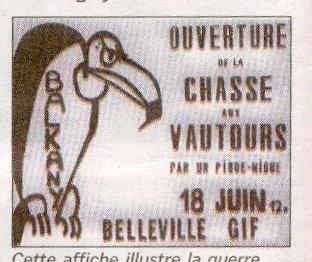 OUVERTURE
DE LA
CHASSE
AUX
VAUTOURS
PAR UN PIQUE-NIQUE
18 JUIN 12h
BELLEVILLE GIF
BALKANY
Cette affiche illustre la guerre